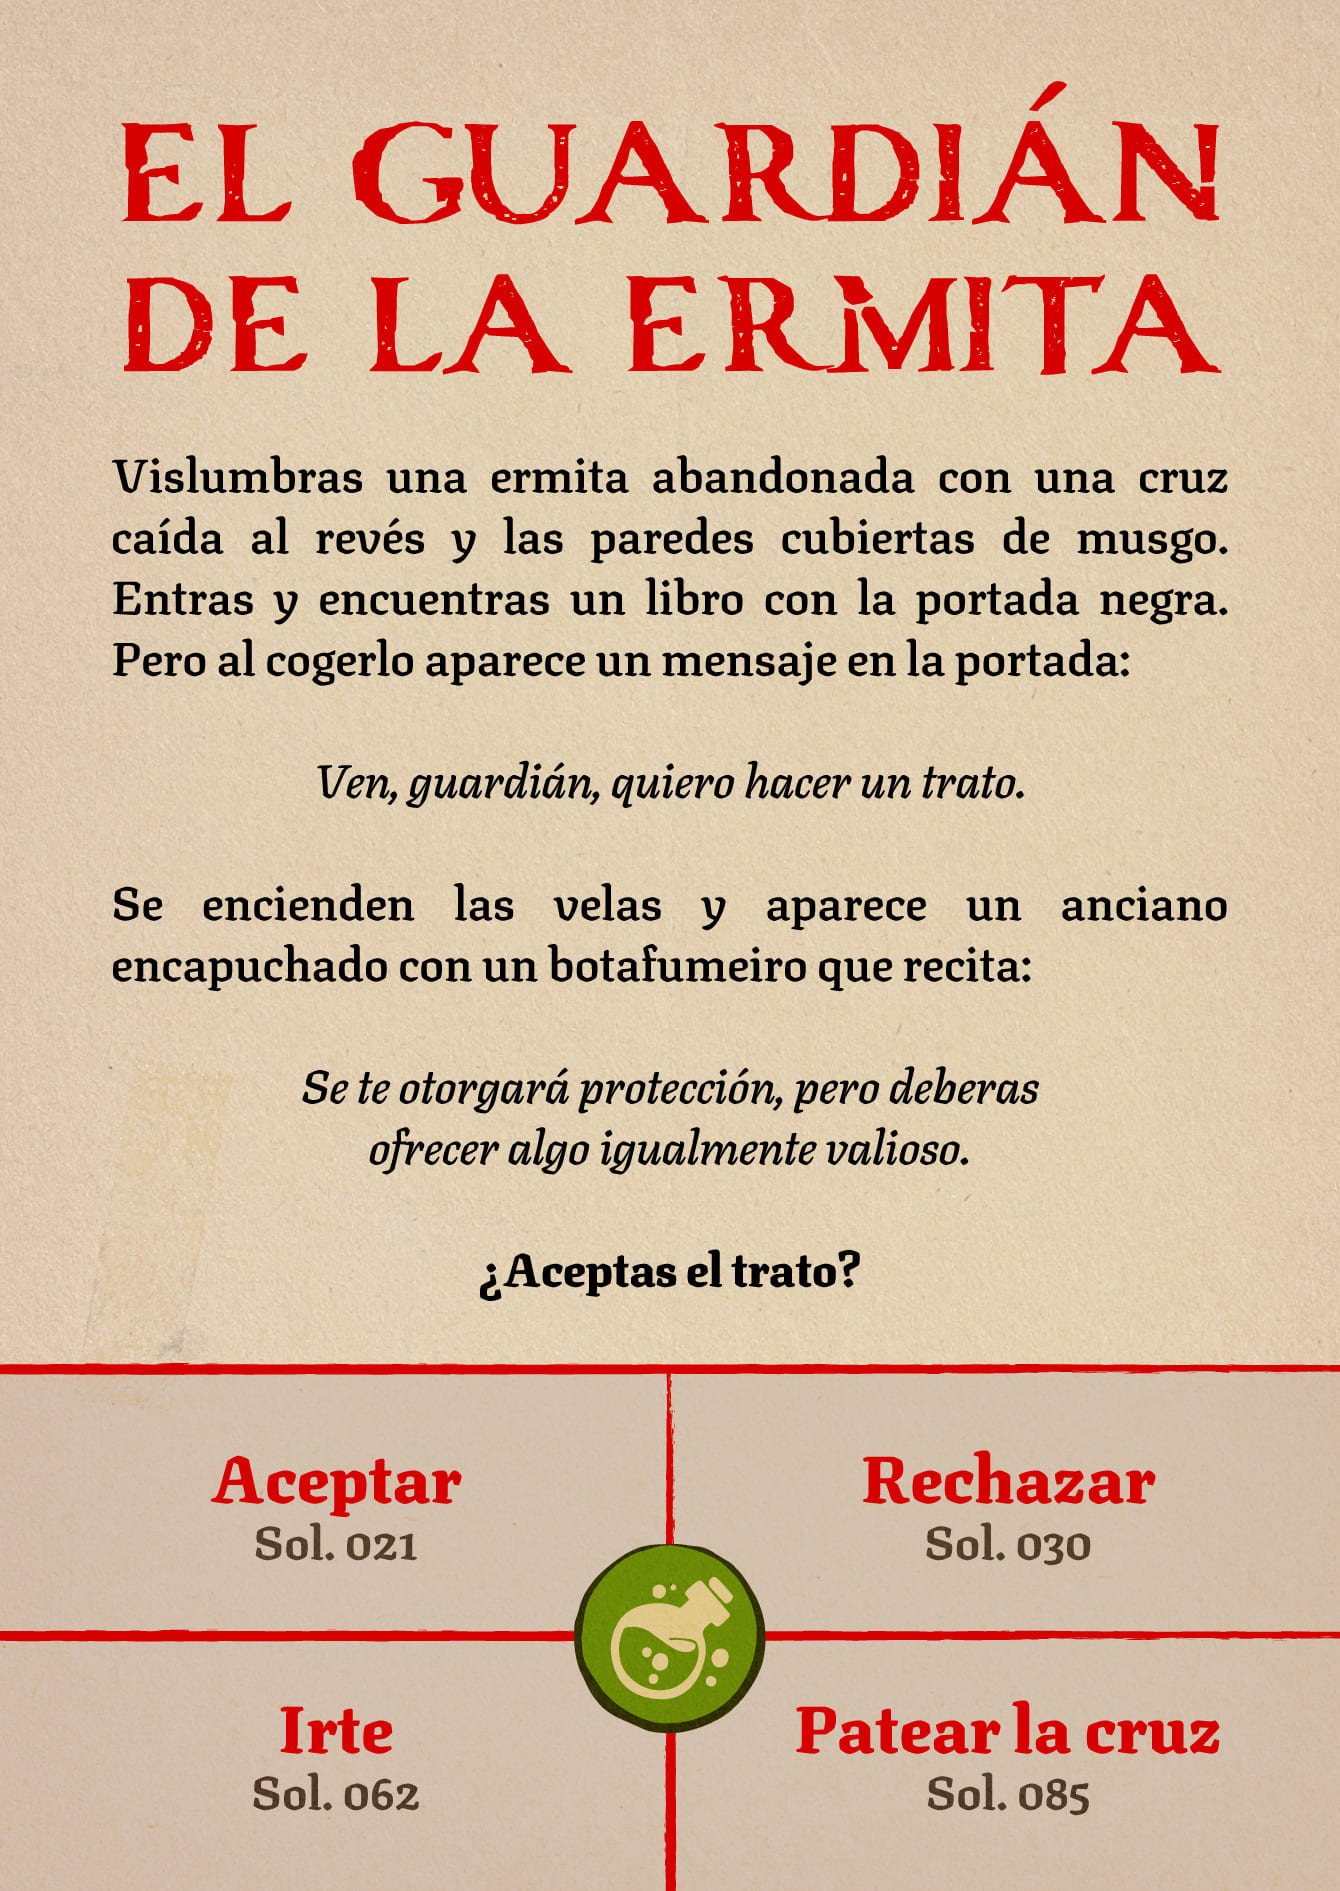 EL GUARDIÁN
DE LA ERMITA
Vislumbras una ermita abandonada con una cruz
caída al revés y las paredes cubiertas de musgo.
Entras y encuentras un libro con la portada negra.
Pero al cogerlo aparece un mensaje en la portada:
Ven, guardián, quiero hacer un trato.
Se encienden las velas y aparece un anciano
encapuchado con un botafumeiro que recita:
Se te otorgará protección, pero deberas
ofrecer algo igualmente valioso.
¿Aceptas el trato?
Aceptar
Sol. 021
Rechazar
Sol. 030
Irte
Sol. 062
Patear la cruz
Sol. 085